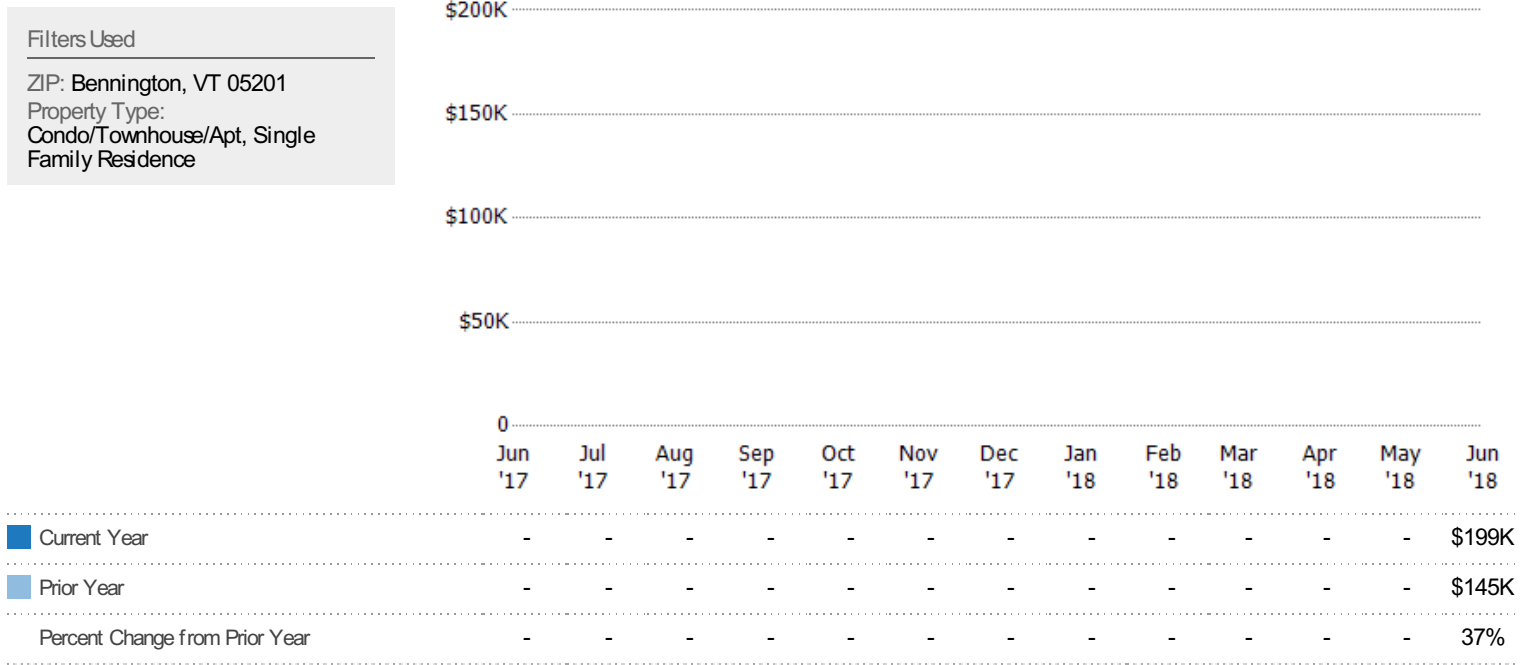 Filters Used
ZIP: Bennington, VT 05201
Property Type:
Condo/Townhouse/Apt, Single
Family Residence
$200K
$150K
$100K
$50K
0
Jun Jul Aug Sep Oct Nov Dec Jan Feb Mar Apr May Jun
'17 '17 '17 '17 '17 '17 '17 '18 '18 '18 '18 '18 '18
Current Year - - - - - - - - - - - - $199K
Prior Year - - - - - - - - - - - - $145K
Percent Change from Prior Year - - - - - - - - - - - - 37%